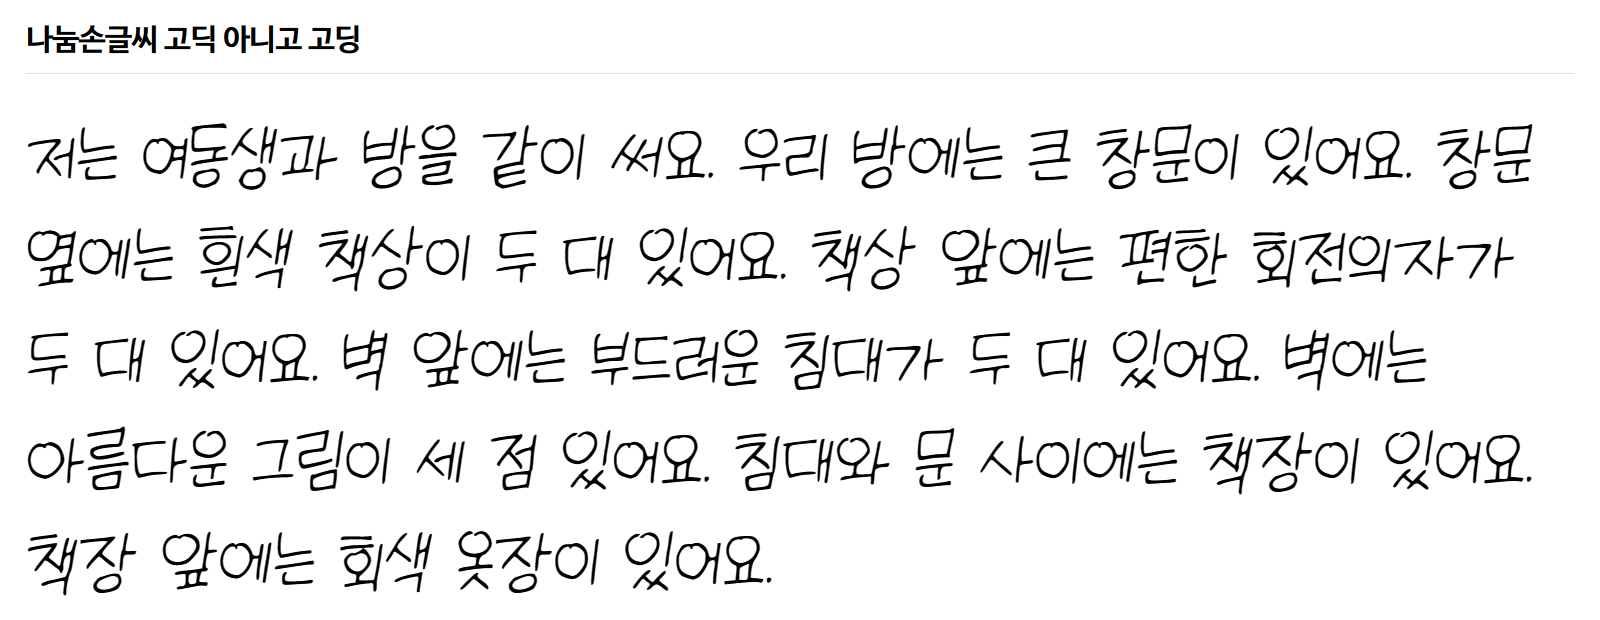 나눔손글씨 고딕 아니고 고딩
저는 여동생과 방을 같이 써요. 우리 방에는 큰 창문이 있어요. 창문
옆에는 흰색 책상이 두 대 있어요. 책상 앞에는 편한 회전의자가
두 대 있어요. 벽 앞에는 부드러운 침대가 두 대 있어요. 벽에는
아름다운 그림이 세 점 있어요. 침대와 문 사이에는 책장이 있어요.
책장 앞에는 회색 옷장이 있어요.